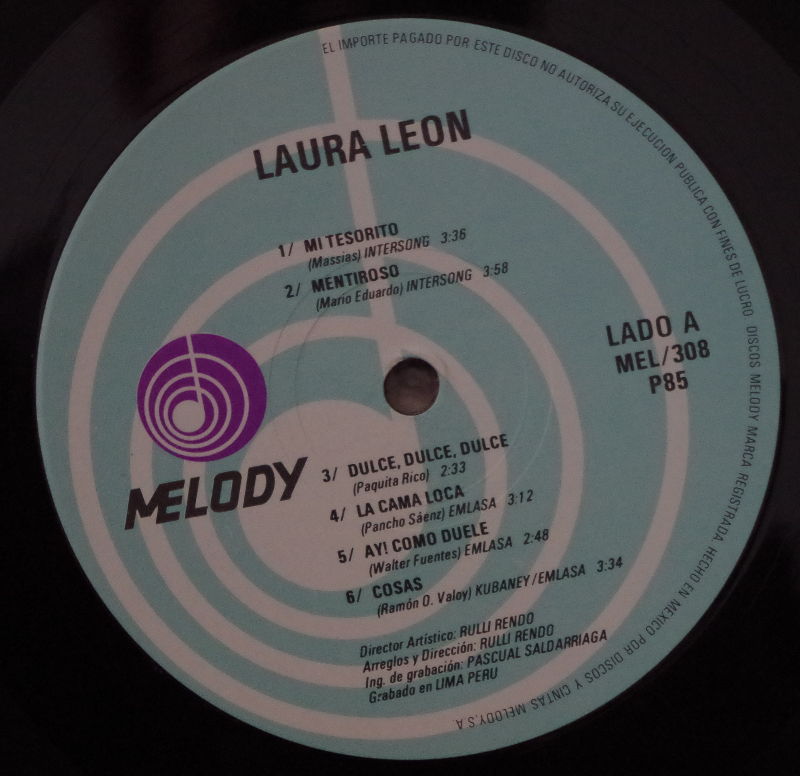 EL IMPORTE PAGADO POR ESTE DISCO NO AUTORIZA SU EJECUCION PUBLICA CON FINES DE LUCRO. DISCOS MELODY MARCA REGISTRADA. HECHO EN MEXICO POR DISCOS Y CINTAS MELODY, S.A.
LAURA LEON
1/ MI TESORITO
(Massias) INTERSONG 3:36
2/ MENTIROSO
(Mario Eduardo) INTERSONG 3:58
LADO A
MEL/308
P85
MELODY
3/ DULCE, DULCE, DULCE
(Paquita Rico) 2:33
4/ LA CAMA LOCA
(Pancho Sáenz) EMLASA 3:12
5/ AY! COMO DUELE
(Walter Fuentes) EMLASA 2:48
6/ COSAS
(Ramón O. Valoy) KUBANEY/EMLASA 3:34
Director Artístico: RULLI RENDO
Arreglos y Dirección: RULLI RENDO
Ing. de grabación: PASCUAL SALDARRIAGA
Grabado en LIMA PERU